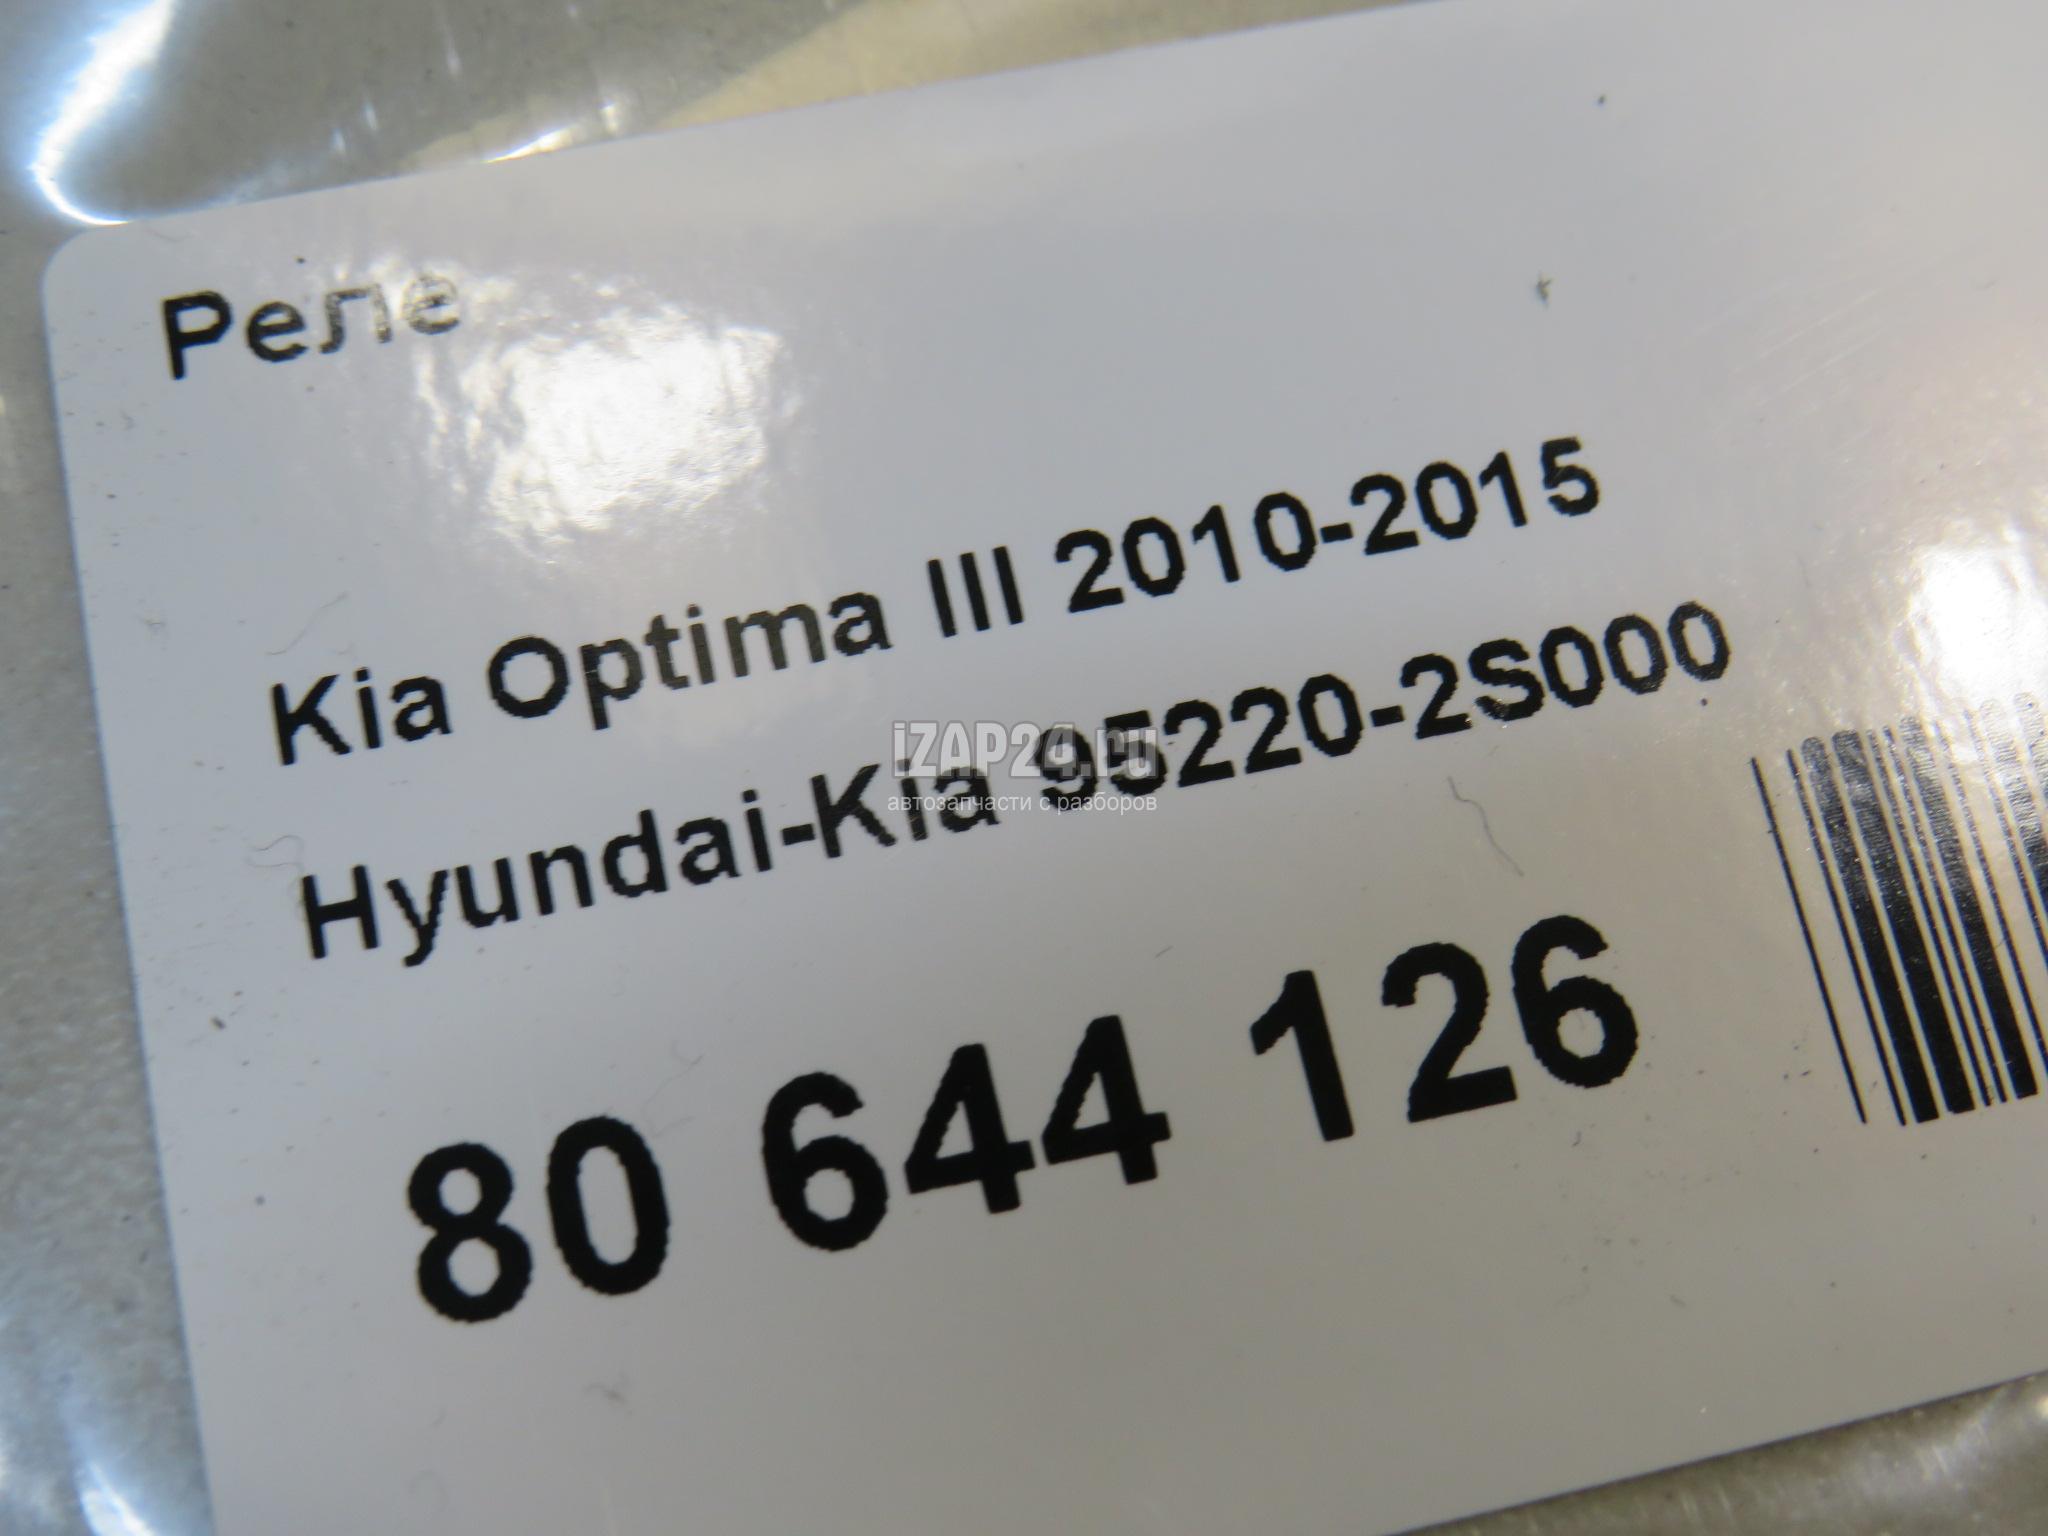 Реле
Kia Optima III 2010-2015
Hyundai-Kia 95220-2S000
iZAP24.ru
автозапчасти с разборов
80 644 126